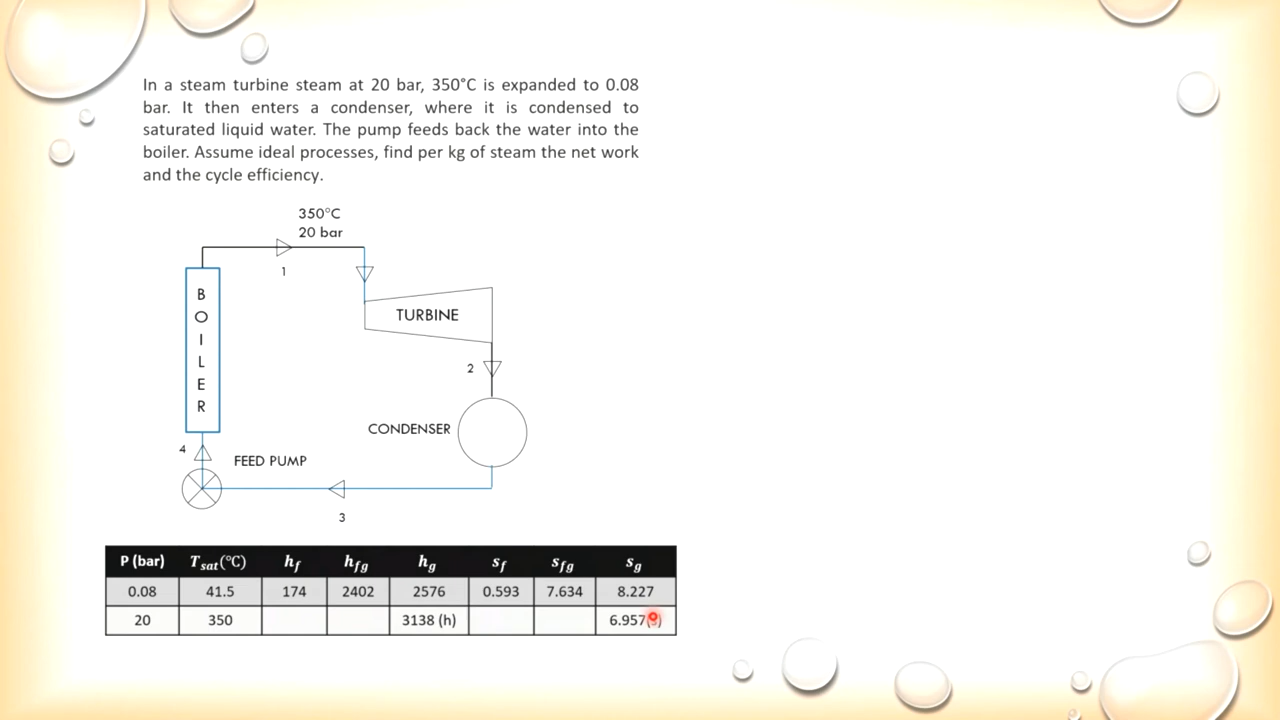 In a steam turbine steam at 20 bar, 350°C is expanded to 0.08
bar. It then enters a condenser, where it is condensed to
saturated liquid water. The pump feeds back the water into the
boiler. Assume ideal processes, find per kg of steam the net work
and the cycle efficiency.
350°C
20 bar
1
B
O
I
L
E
R
TURBINE
2
CONDENSER
4
FEED PUMP
3
P (bar) T_sat(°C) h_f h_fg h_g s_f s_fg s_g
0.08 41.5 174 2402 2576 0.593 7.634 8.227
20 350 3138 (h) 6.957